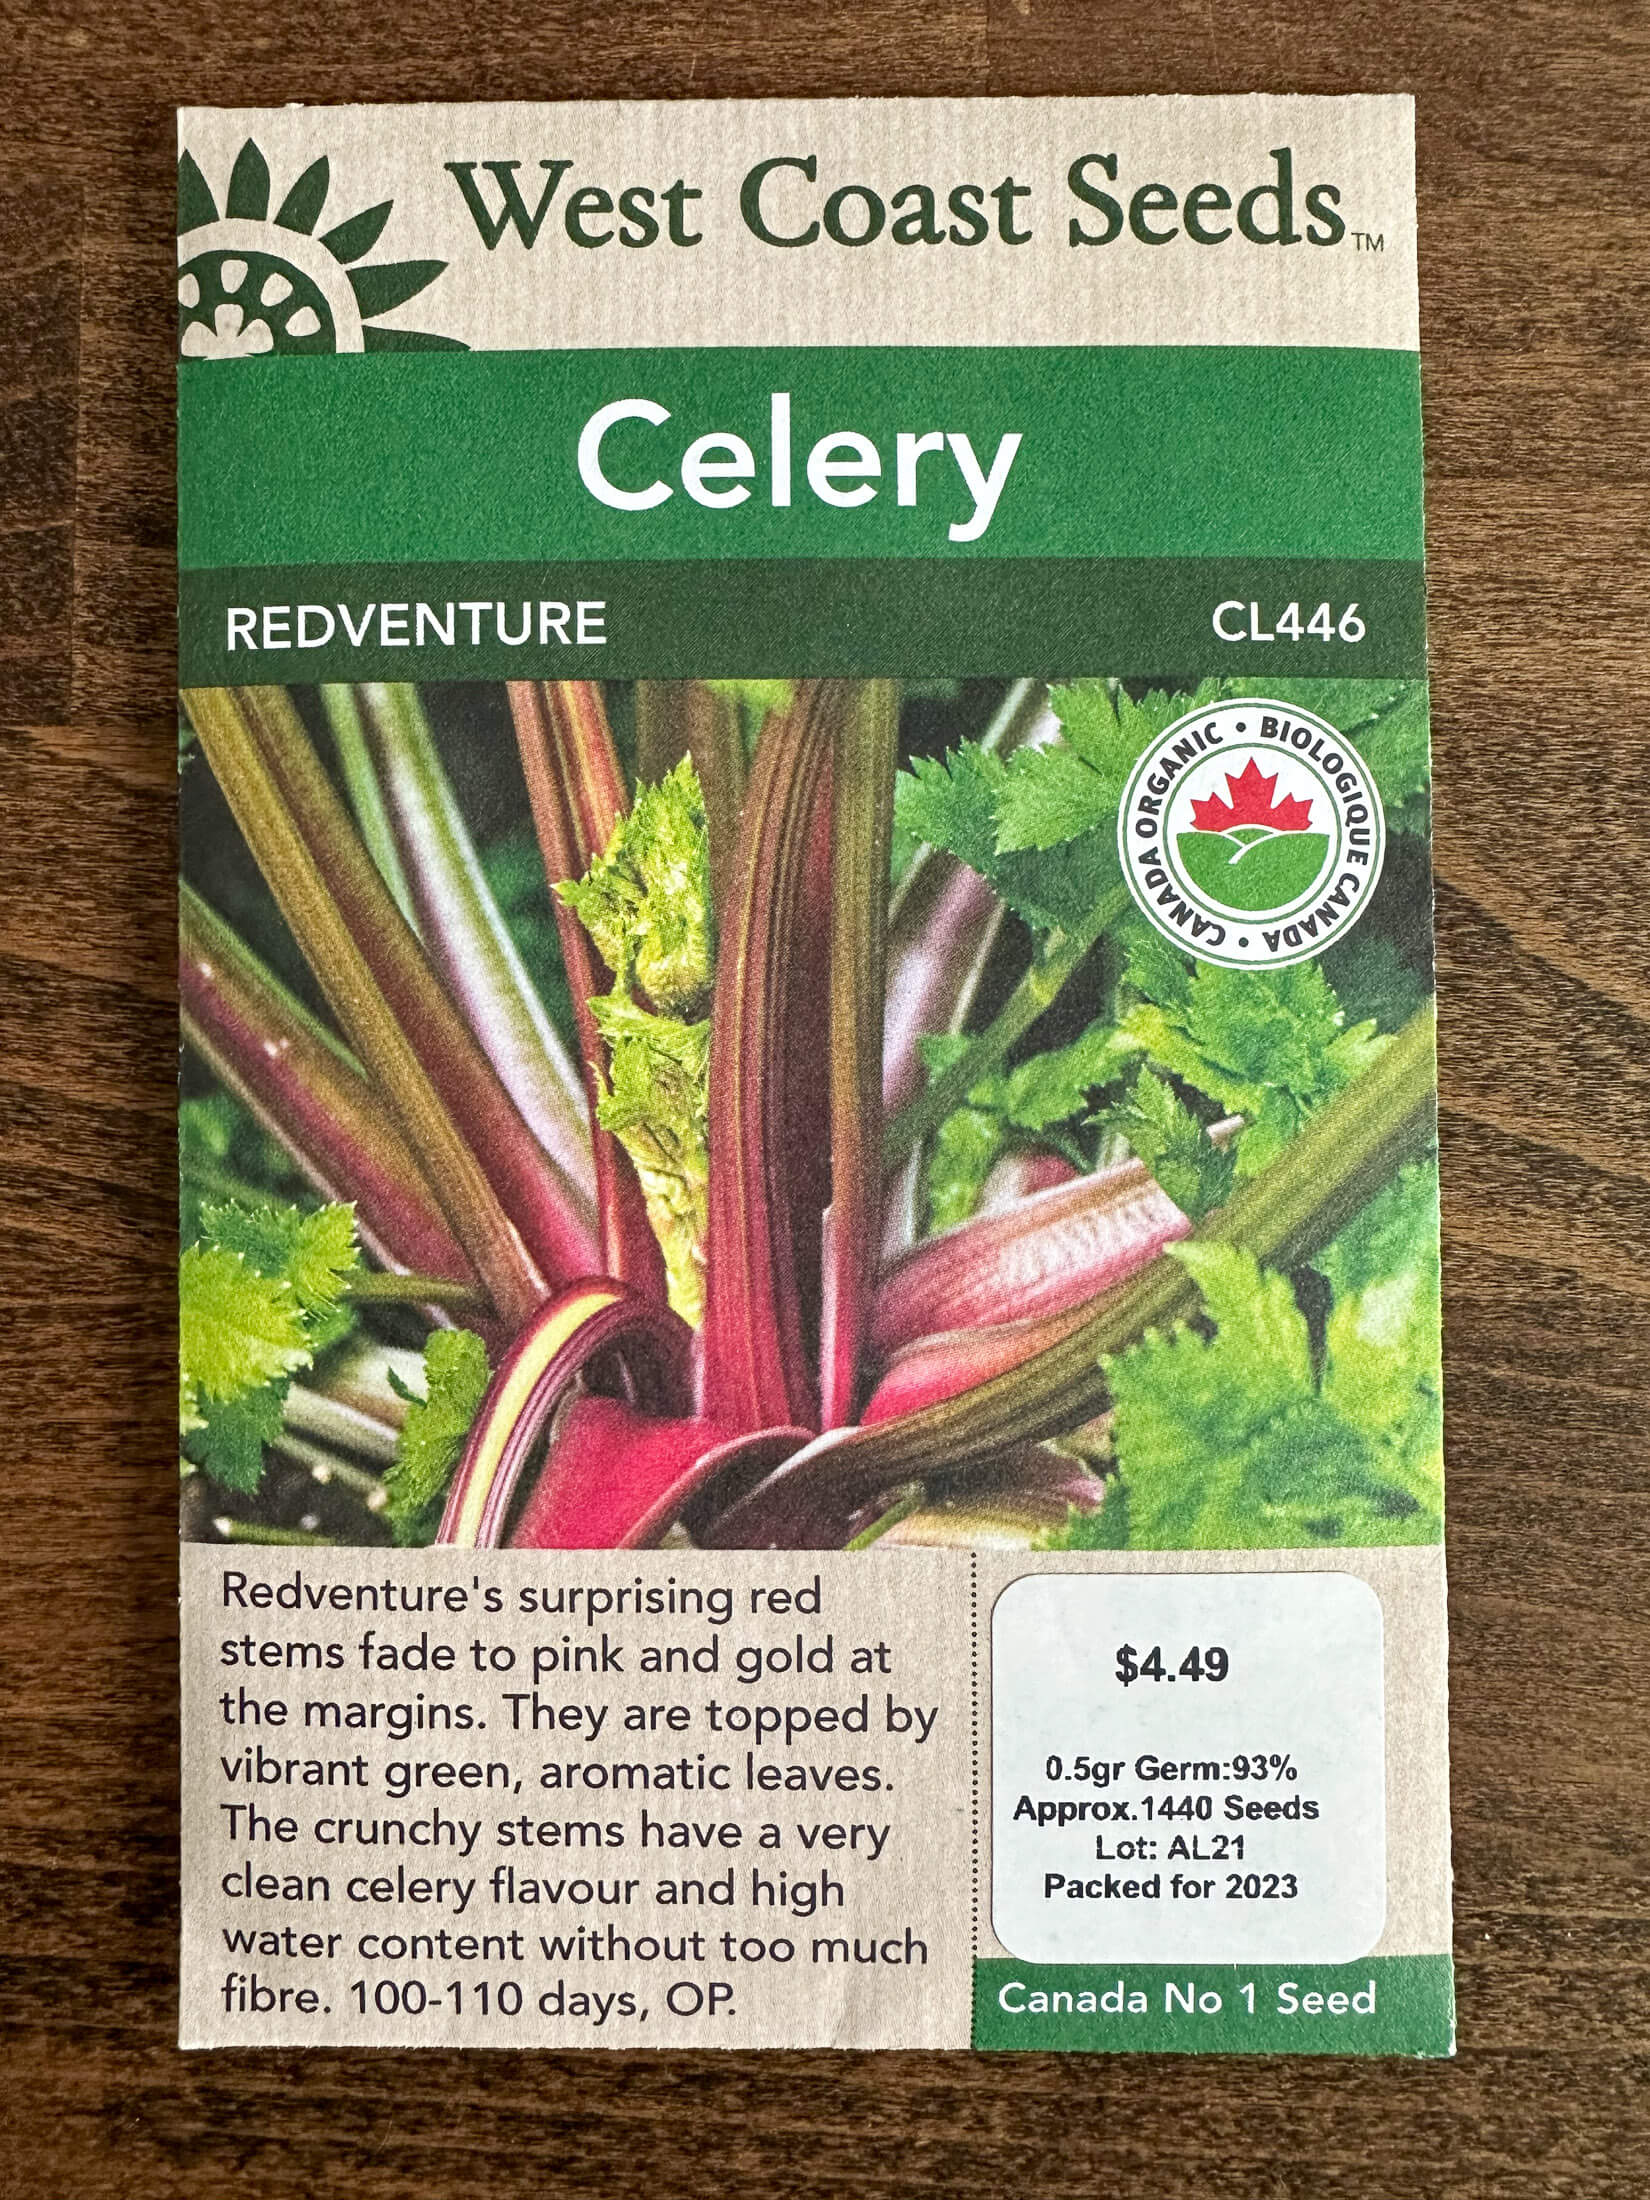 West Coast Seeds™
Celery
REDVENTURE
CL446
CANADA ORGANIC • BIOLOGIQUE CANADA •
Redventure's surprising red
stems fade to pink and gold at
the margins. They are topped by
vibrant green, aromatic leaves.
The crunchy stems have a very
clean celery flavour and high
water content without too much
fibre. 100-110 days, OP.
$4.49
0.5gr Germ:93%
Approx.1440 Seeds
Lot: AL21
Packed for 2023
Canada No 1 Seed